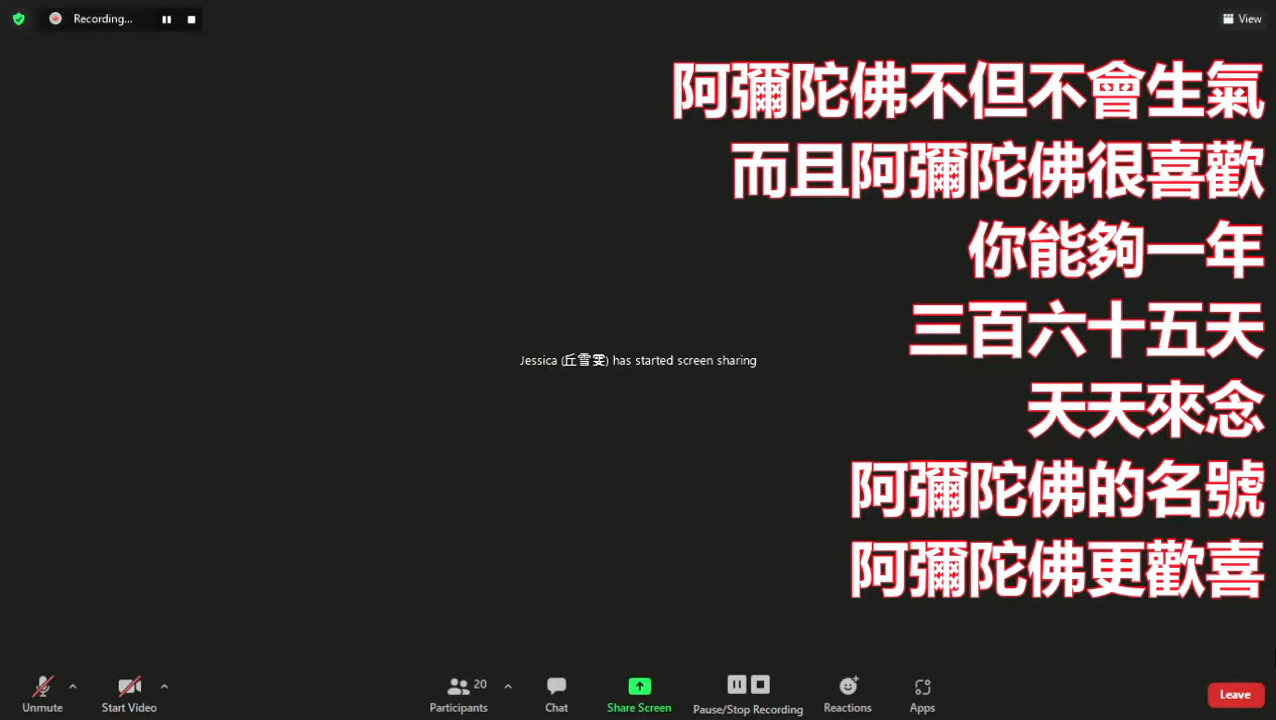 Recording...
View
阿彌陀佛不但不會生氣
而且阿彌陀佛很喜歡
你能夠一年
三百六十五天
Jessica (丘雪雯) has started screen sharing
天天來念
阿彌陀佛的名號
阿彌陀佛更歡喜
Unmute
Start Video
20
Participants
Chat
Share Screen
Pause/Stop Recording
Reactions
Apps
Leave